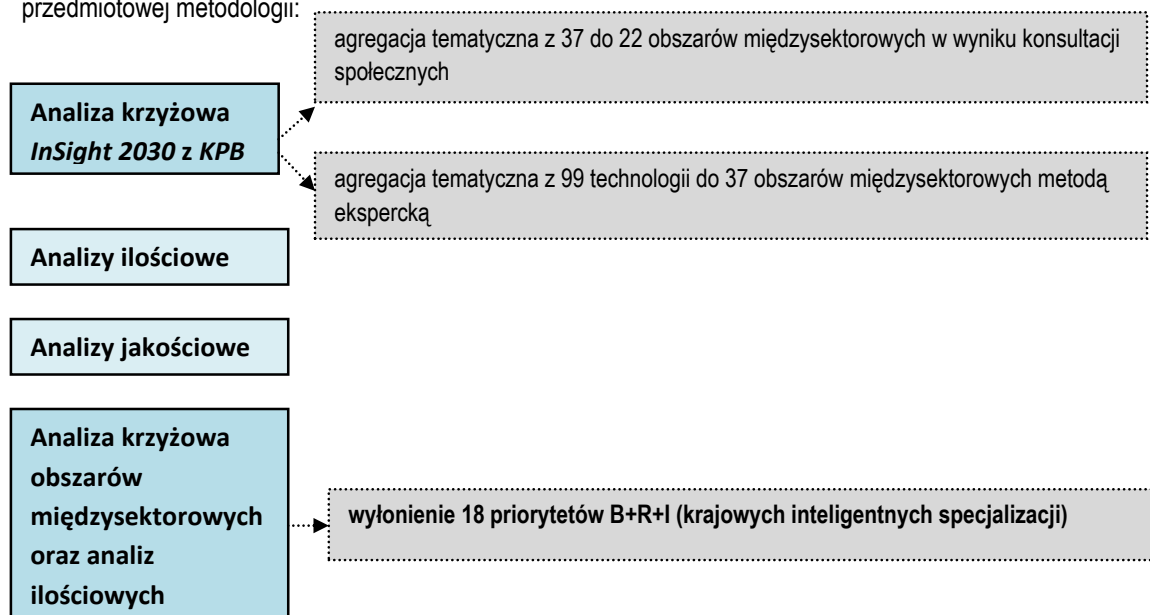 przedmiotowej metodologii:
agregacja tematyczna z 37 do 22 obszarów międzysektorowych w wyniku konsultacji
społecznych
Analiza krzyżowa
InSight 2030 z KPB
agregacja tematyczna z 99 technologii do 37 obszarów międzysektorowych metodą
ekspercką
Analizy ilościowe
Analizy jakościowe
Analiza krzyżowa
obszarów
międzysektorowych
oraz analiz
ilościowych
wyłonienie 18 priorytetów B+R+I (krajowych inteligentnych specjalizacji)